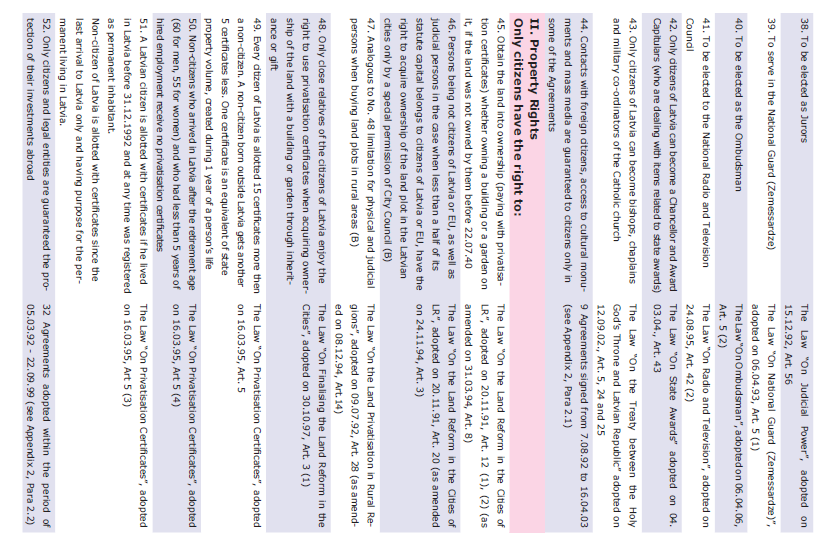 38. To be elected as Jurors
The Law "On Judicial Power", adopted on
15.12.92, Art. 56
39. To serve in the National Guard (Zemessardze)
The Law "On National Guard (Zemessardze)",
adopted on 06.04.93, Art. 5 (1)
40. To be elected as the Ombudsman
The Law "On Ombudsman", adopted on 06.04.06,
Art. 5 (2)
41. To be elected to the National Radio and Television
Council
The Law "On Radio and Television", adopted on
24.08.95, Art. 42 (2)
42. Only citizens of Latvia can become a Chancellor and Award
Capitulars (who are dealing with items related to state awards)
The Law "On State Awards" adopted on 04.
03.04., Art. 43
43. Only citizens of Latvia can become bishops, chaplains
and military co-ordinators of the Catholic church
The Law "On the Treaty between the Holy
God's Throne and Latvian Republic" adopted on
12.09.02., Art. 5, 24 and 25
44. Contacts with foreign citizens, access to cultural monu-
ments and mass media are guaranteed to citizens only in
some of the Agreements
9 Agreements signed from 7.08.92 to 16.04.03
(see Appendix 2, Para 2.1)
II. Property Rights
Only citizens have the right to:
45. Obtain the land into ownership (paying with privatisa-
tion certificates) whether owning a building or a garden on
it, if the land was not owned by them before 22.07.40
The Law "On the Land Reform in the Cities of
LR", adopted on 20.11.91, Art. 12 (1), (2) (as
amended on 31.03.94, Art. 8)
46. Persons being not citizens of Latvia or EU, as well as
judicial persons in the case when less than a half of its
statute capital belongs to citizens of Latvia or EU, have the
right to acquire ownership of the land plot in the Latvian
cities only by a special permission of City Council (B)
The Law "On the Land Reform in the Cities of
LR", adopted on 20.11.91, Art. 20 (as amended
on 24.11.94, Art. 3)
47. Analogous to No. 48 limitation for physical and judicial
persons when buying land plots in rural areas (B)
The Law "On the Land Privatisation in Rural Re-
gions", adopted on 09.07.92, Art. 28 (as amend-
ed on 08.12.94, Art.14)
48. Only close relatives of the citizens of Latvia enjoy the
right to use privatisation certificates when acquiring owner-
ship of the land with a building or garden through inherit-
ance or gift
The Law "On Finalising the Land Reform in the
Cities", adopted on 30.10.97, Art. 3 (1)
49. Every citizen of Latvia is allotted 15 certificates more then
a non-citizen. A non-citizen born outside Latvia gets another
5 certificates less. One certificate is an equivalent of state
property volume, created during 1 year of a person's life
The Law "On Privatisation Certificates", adopted
on 16.03.95, Art. 5
50. Non-citizens who arrived in Latvia after the retirement age
(60 for men, 55 for women) and who had less than 5 years of
hired employment receive no privatisation certificates
The Law "On Privatisation Certificates", adopted
on 16.03.95, Art 5 (4)
51. A Latvian citizen is allotted with certificates if he lived
in Latvia before 31.12.1992 and at any time was registered
as permanent inhabitant.
Non-citizen of Latvia is allotted with certificates since the
last arrival to Latvia only and having purpose for the per-
manent living in Latvia.
The Law "On Privatisation Certificates", adopted
on 16.03.95, Art 5 (3)
52. Only citizens and legal entities are guaranteed the pro-
tection of their investments abroad
32 Agreements adopted within the period of
05.03.92 – 22.09.99 (see Appendix 2, Para 2.2)